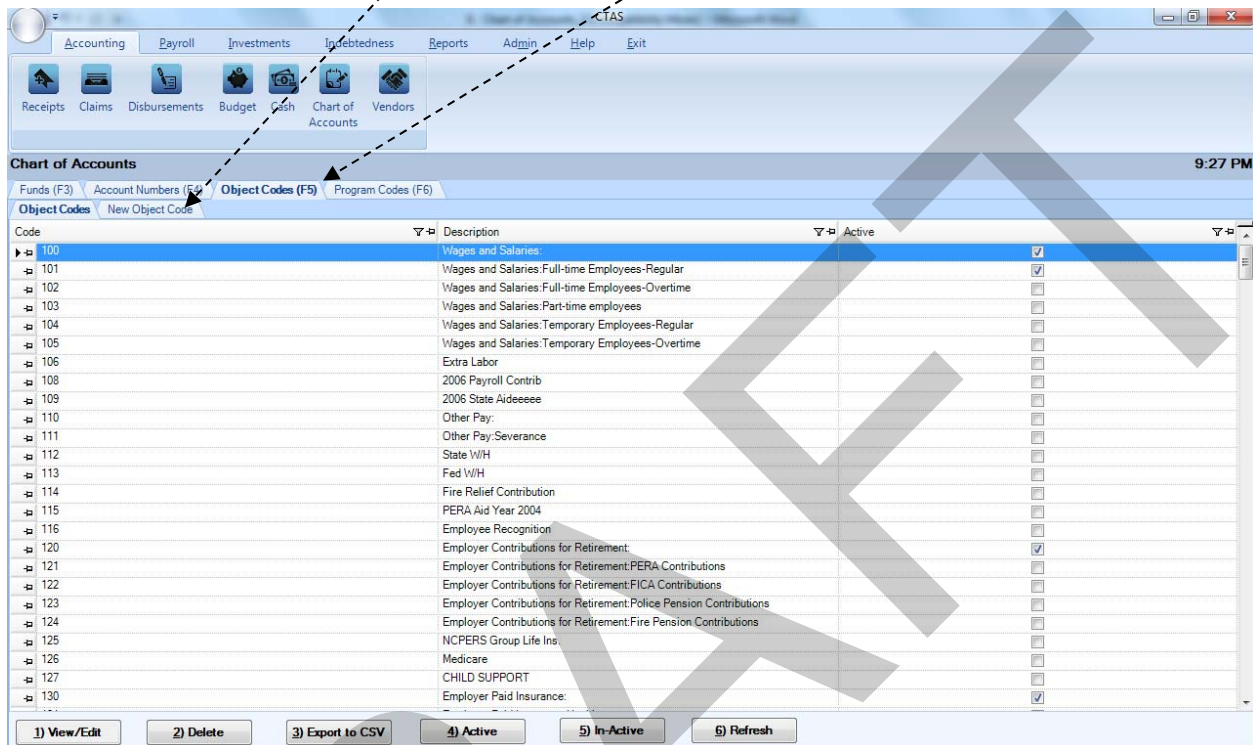 CTAS
Accounting Payroll Investments Indebtedness Reports Admin Help Exit
Receipts Claims Disbursements Budget Cash Chart of Accounts Vendors
Chart of Accounts 9:27 PM
Funds (F3) Account Numbers (F4) Object Codes (F5) Program Codes (F6)
Object Codes New Object Code
Code Description Active
100 Wages and Salaries:
101 Wages and Salaries:Full-time Employees-Regular
102 Wages and Salaries:Full-time Employees-Overtime
103 Wages and Salaries:Part-time employees
104 Wages and Salaries:Temporary Employees-Regular
105 Wages and Salaries:Temporary Employees-Overtime
106 Extra Labor
108 2006 Payroll Contrib
109 2006 State Aideeeee
110 Other Pay:
111 Other Pay:Severance
112 State W/H
113 Fed W/H
114 Fire Relief Contribution
115 PERA Aid Year 2004
116 Employee Recognition
120 Employer Contributions for Retirement:
121 Employer Contributions for Retirement:PERA Contributions
122 Employer Contributions for Retirement:FICA Contributions
123 Employer Contributions for Retirement:Police Pension Contributions
124 Employer Contributions for Retirement:Fire Pension Contributions
125 NCPERS Group Life Ins.
126 Medicare
127 CHILD SUPPORT
130 Employer Paid Insurance:
1) View/Edit 2) Delete 3) Export to CSV 4) Active 5) In-Active 6) Refresh